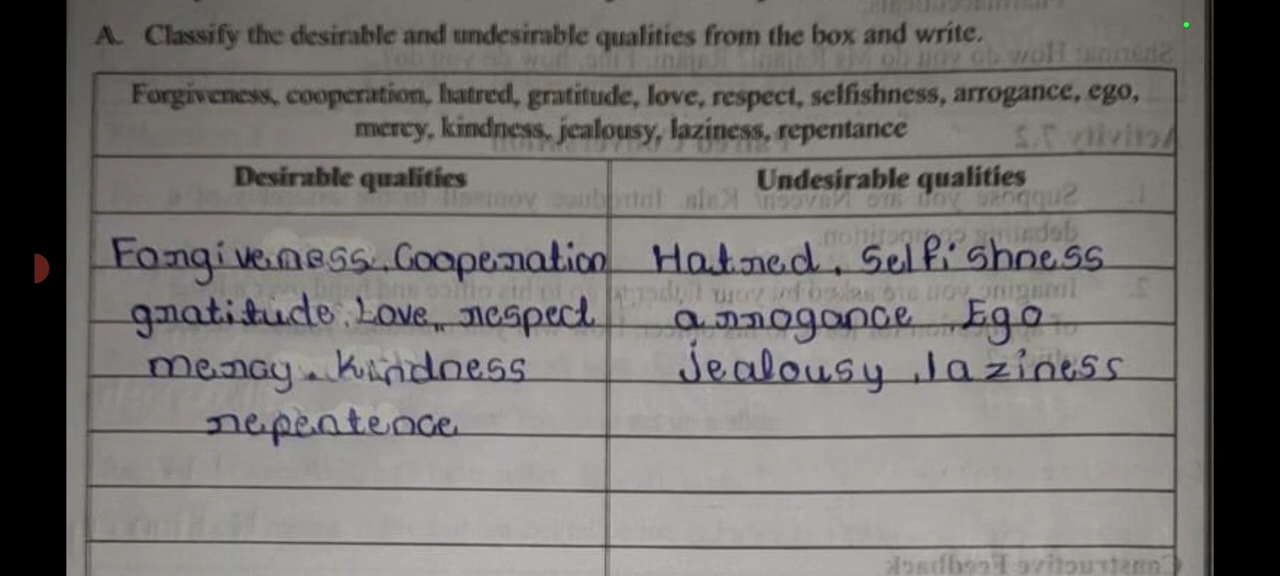 A. Classify the desirable and undesirable qualities from the box and write.
Forgiveness, cooperation, hatred, gratitude, love, respect, selfishness, arrogance, ego,
mercy, kindness, jealousy, laziness, repentance
Desirable qualities
Undesirable qualities
Forgiveness. Cooperation
gratitude. Love.. respect
mercy. Kindness
repentence
Hatred. Selfishness
arrogance Ego
Jealousy, laziness